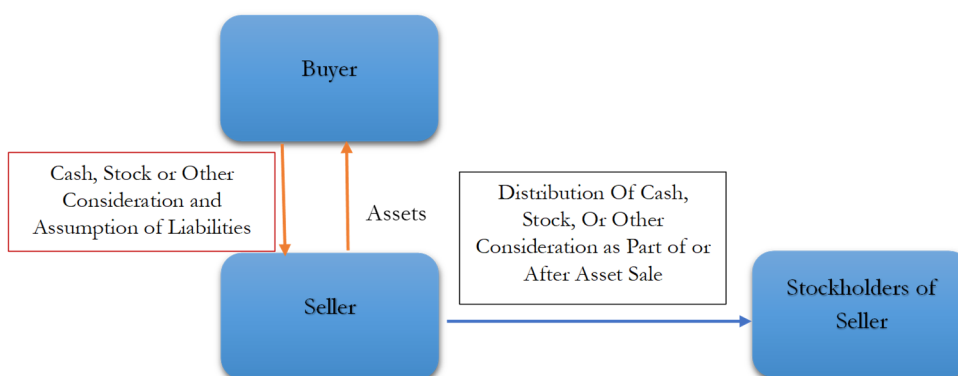 Buyer
Cash, Stock or Other
Consideration and
Assumption of Liabilities
Assets
Distribution Of Cash,
Stock, Or Other
Consideration as Part of or
After Asset Sale
Seller
Stockholders of
Seller